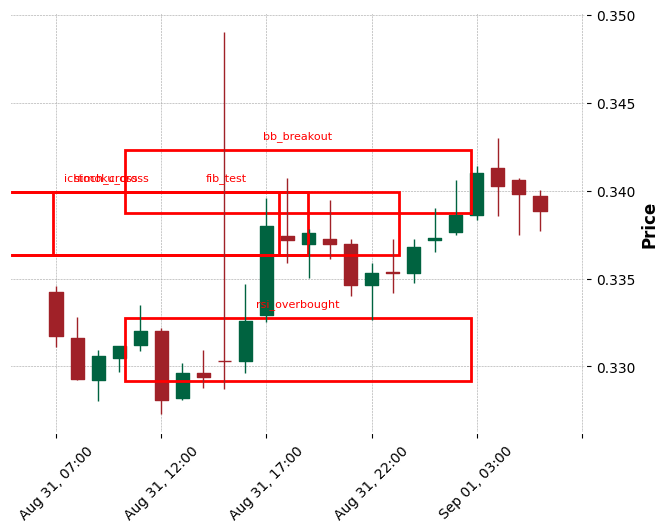 0.350
0.345
bb_breakout
fib_test
0.340
Price
0.335
0.330
Aug 31, 07:00
Aug 31, 12:00
Aug 31, 17:00
Aug 31, 22:00
Sep 01, 03:00